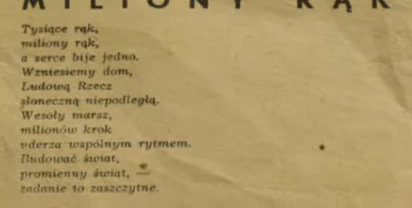 MILIONY RĄK
Tysiące rąk,
miliony rąk,
a serce bije jedno.
Wzniesiemy dom,
Ludową Rzecz
słoneczną niepodległą.
Wesoły marsz,
milionów krok
uderza wspólnym rytmem.
Budować świat,
promienny świat, —
zadanie to zaszczytne.